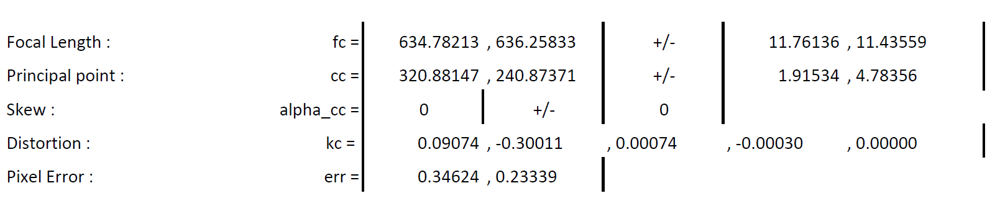 Focal Length : fc = 634.78213 , 636.25833 +/- 11.76136 , 11.43559
Principal point : cc = 320.88147 , 240.87371 +/- 1.91534 , 4.78356
Skew : alpha_cc = 0 +/- 0
Distortion : kc = 0.09074 , -0.30011 , 0.00074 , -0.00030 , 0.00000
Pixel Error : err = 0.34624 , 0.23339